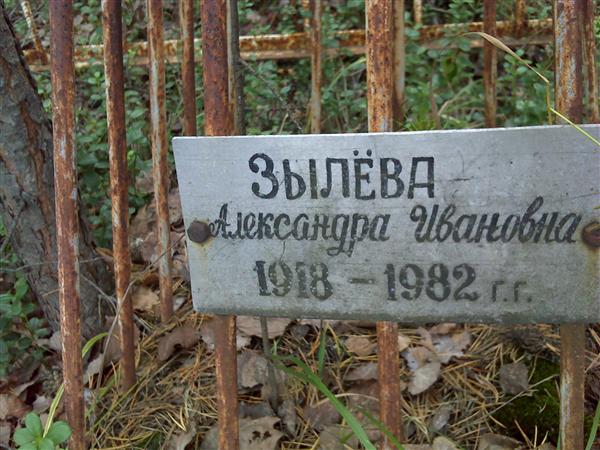 Зылёва
Александра Ивановна
1918 - 1982 г.г.